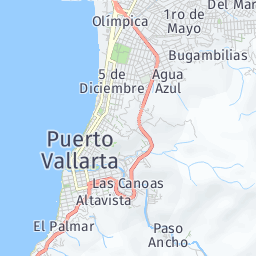 Del Mar
1ro de
Mayo
Olímpica
Bugambilias
5 de
Diciembre
Agua
Azul
Puerto
Vallarta
Las Canoas
Altavista
El Palmar
Paso
Ancho